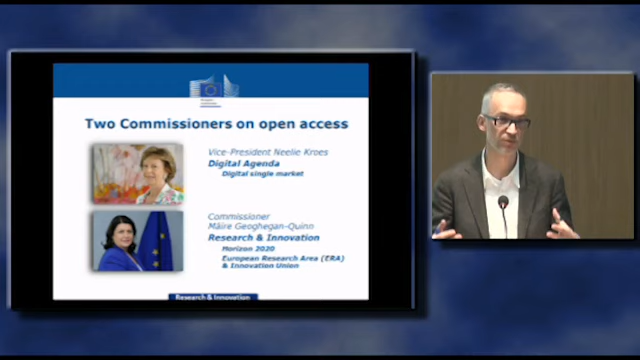 Two Commissioners on open access
Vice-President Neelie Kroes
Digital Agenda
Digital single market
Commissioner
Máire Geoghegan-Quinn
Research & Innovation
Horizon 2020
European Research Area (ERA)
& Innovation Union
Research & Innovation